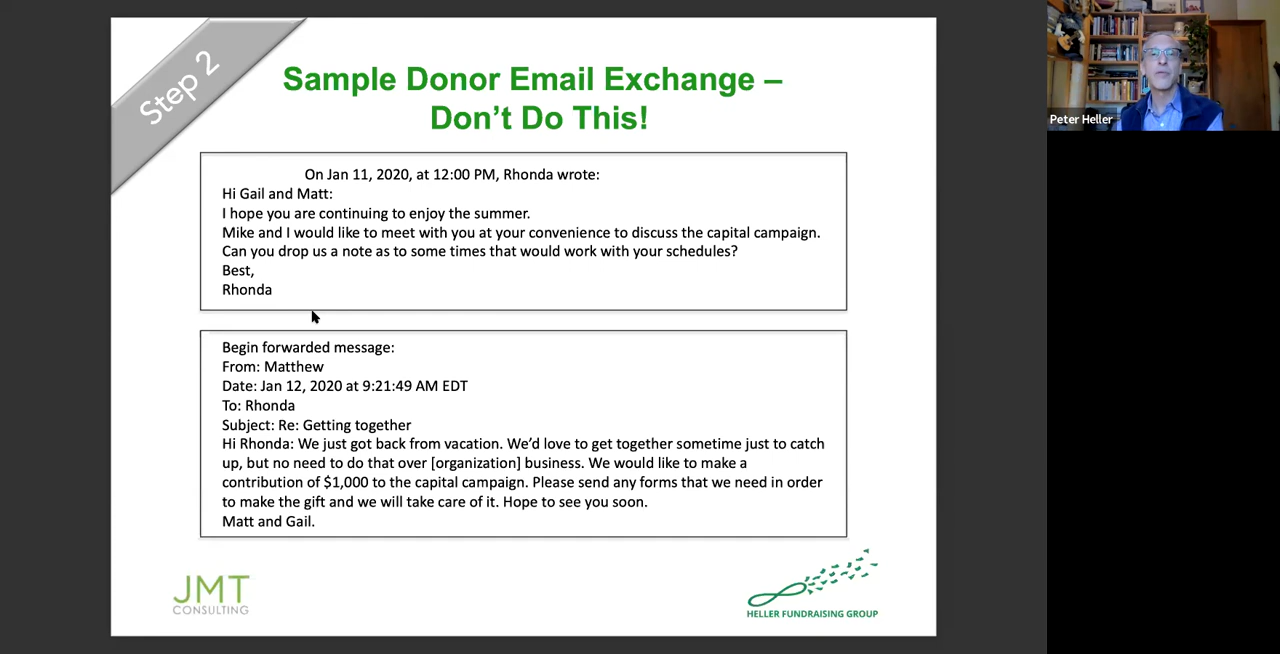 Step 2
Sample Donor Email Exchange –
Don't Do This!
On Jan 11, 2020, at 12:00 PM, Rhonda wrote:
Hi Gail and Matt:
I hope you are continuing to enjoy the summer.
Mike and I would like to meet with you at your convenience to discuss the capital campaign.
Can you drop us a note as to some times that would work with your schedules?
Best,
Rhonda
Begin forwarded message:
From: Matthew
Date: Jan 12, 2020 at 9:21:49 AM EDT
To: Rhonda
Subject: Re: Getting together
Hi Rhonda: We just got back from vacation. We'd love to get together sometime just to catch
up, but no need to do that over [organization] business. We would like to make a
contribution of $1,000 to the capital campaign. Please send any forms that we need in order
to make the gift and we will take care of it. Hope to see you soon.
Matt and Gail.
JMT
CONSULTING
HELLER FUNDRAISING GROUP
Peter Heller